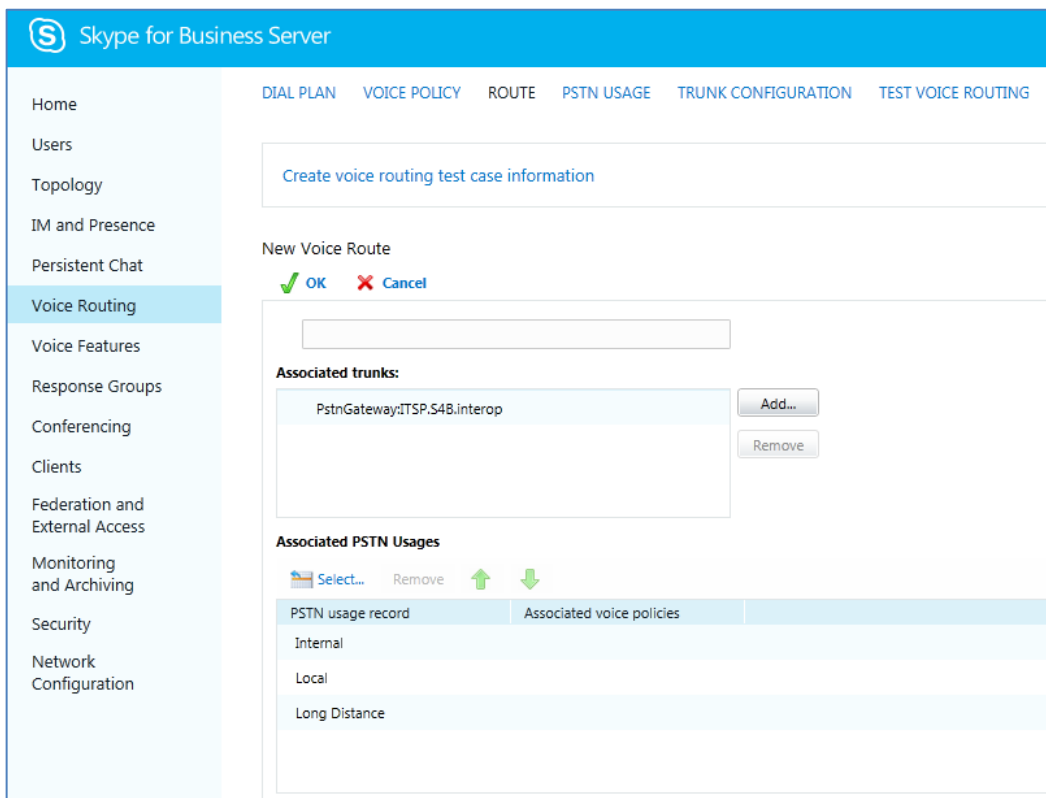 Skype for Business Server
Home
Users
Topology
IM and Presence
Persistent Chat
Voice Routing
Voice Features
Response Groups
Conferencing
Clients
Federation and
External Access
Monitoring
and Archiving
Security
Network
Configuration
DIAL PLAN VOICE POLICY ROUTE PSTN USAGE TRUNK CONFIGURATION TEST VOICE ROUTING
Create voice routing test case information
New Voice Route
OK Cancel
Associated trunks:
PstnGateway:ITSP.S4B.interop
Add...
Remove
Associated PSTN Usages
Select... Remove
PSTN usage record Associated voice policies
Internal
Local
Long Distance